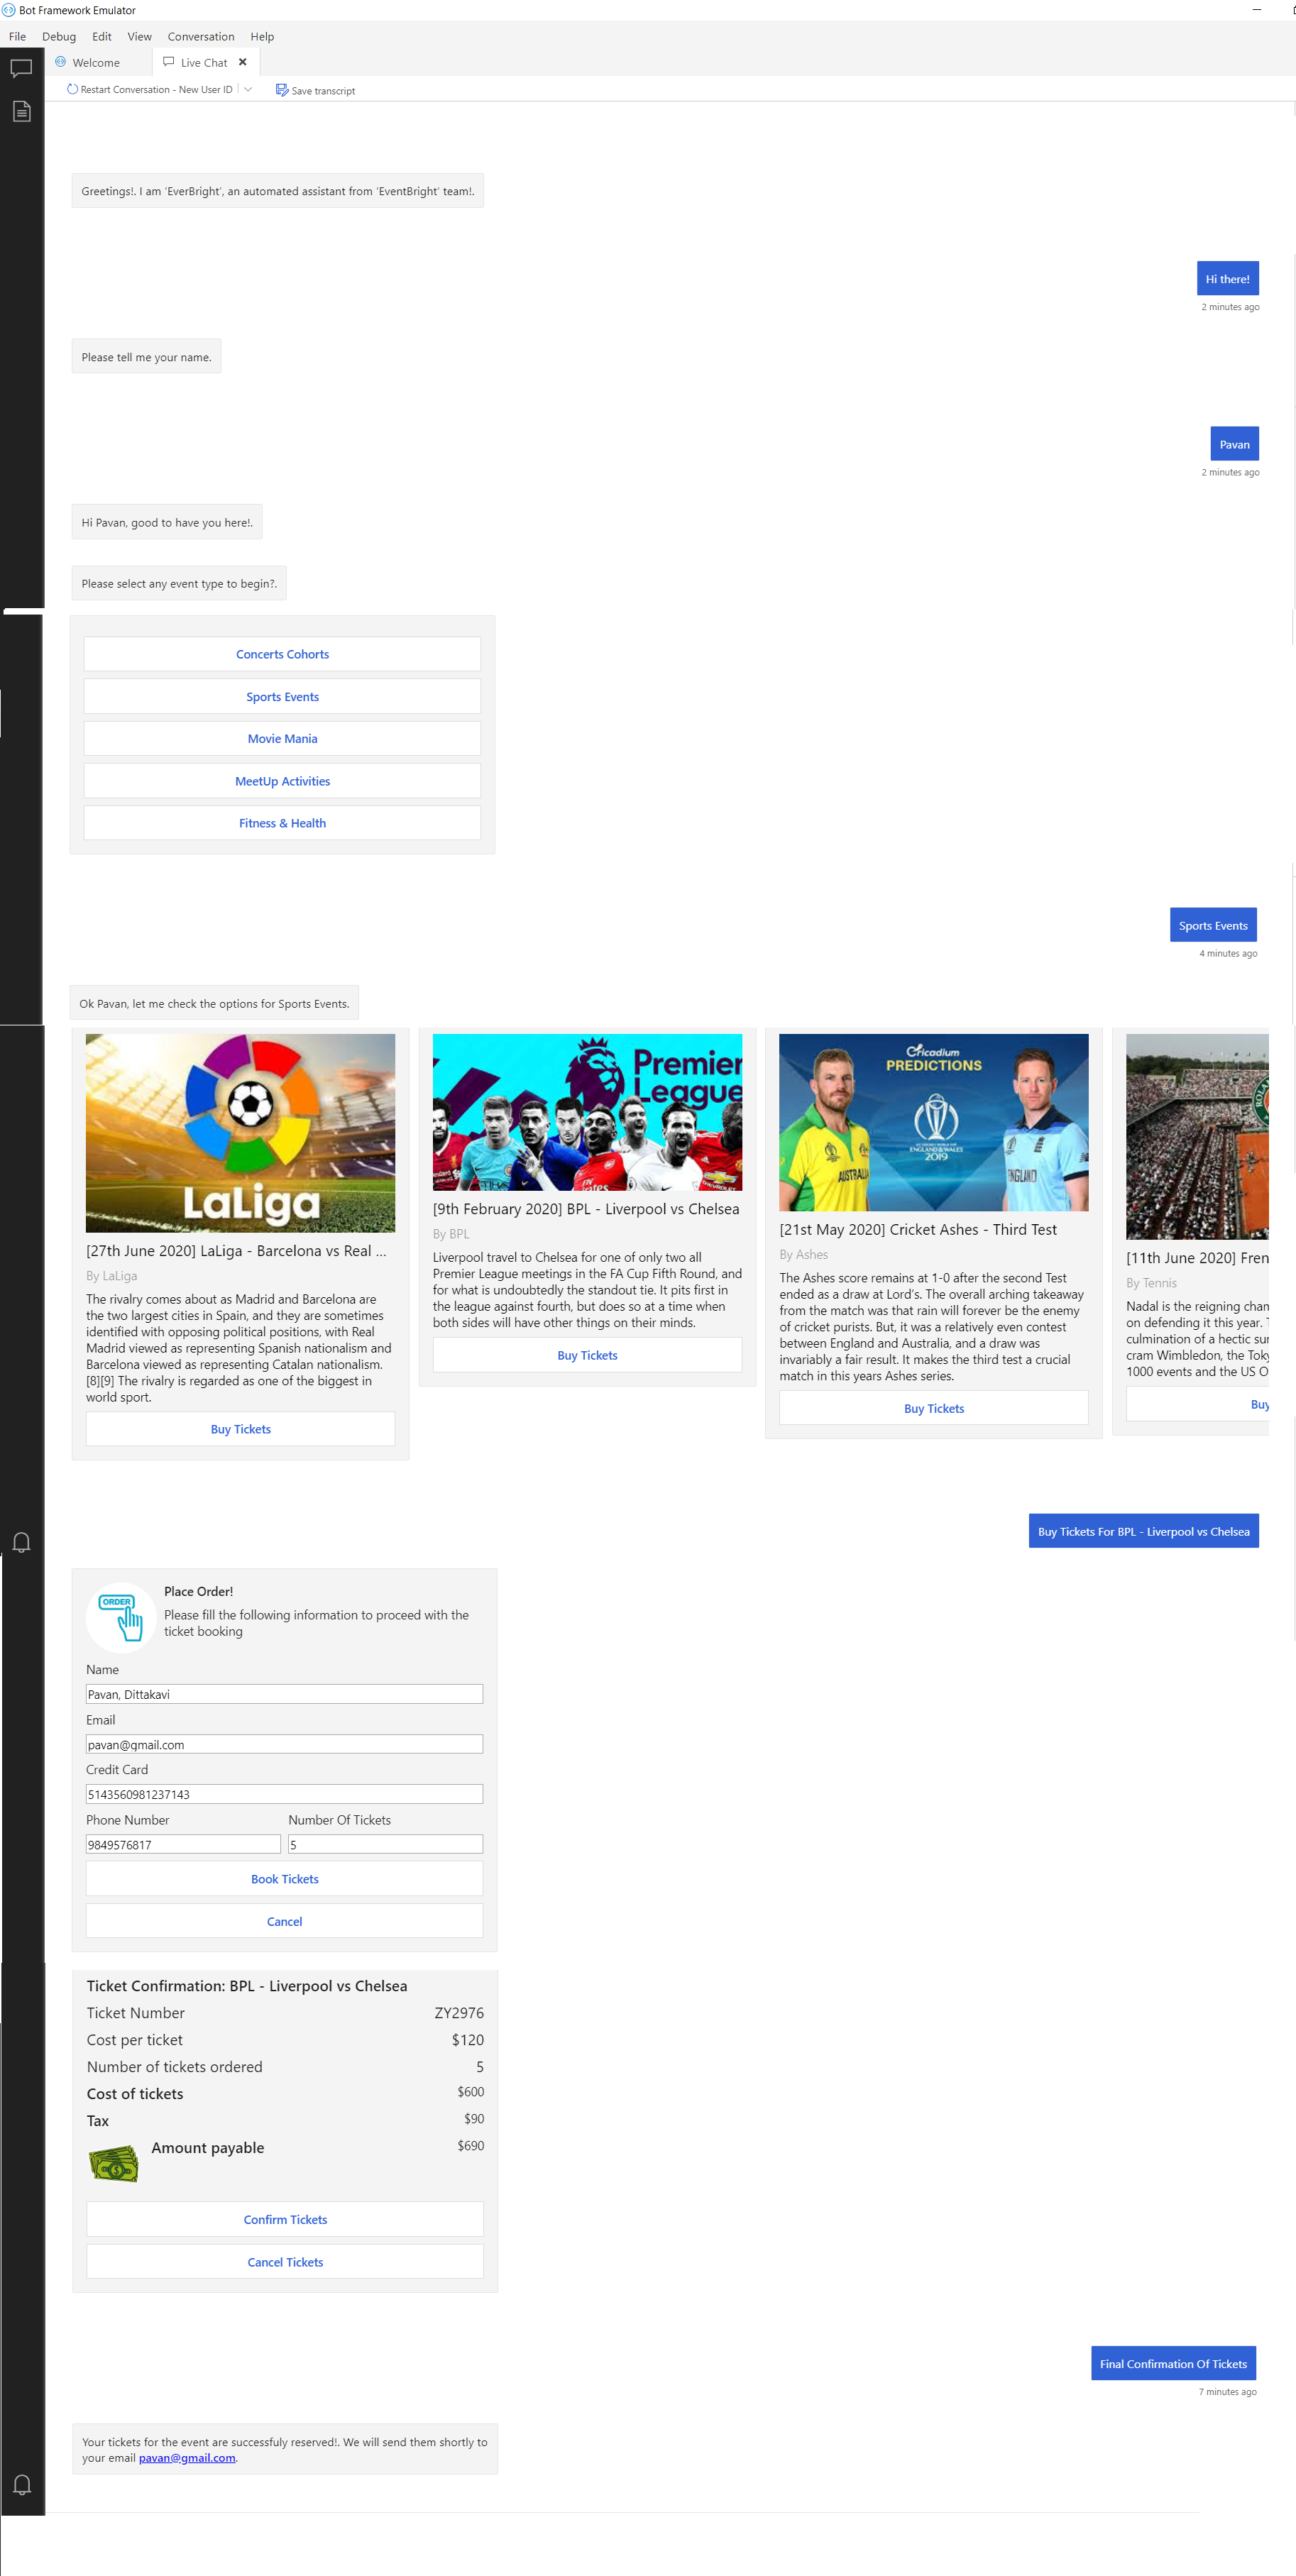 Bot Framework Emulator
File Debug Edit View Conversation Help
Welcome
Live Chat
Restart Conversation - New User ID
Save transcript
Greetings!. I am ‘EverBright’, an automated assistant from ‘EventBright’ team!.
Hi there!
2 minutes ago
Please tell me your name.
Pavan
2 minutes ago
Hi Pavan, good to have you here!.
Please select any event type to begin?.
Concerts Cohorts
Sports Events
Movie Mania
MeetUp Activities
Fitness & Health
Sports Events
4 minutes ago
Ok Pavan, let me check the options for Sports Events.
LaLiga
[27th June 2020] LaLiga - Barcelona vs Real ...
By LaLiga
The rivalry comes about as Madrid and Barcelona are
the two largest cities in Spain, and they are sometimes
identified with opposing political positions, with Real
Madrid viewed as representing Spanish nationalism and
Barcelona viewed as representing Catalan nationalism.
[8][9] The rivalry is regarded as one of the biggest in
world sport.
Buy Tickets
Premier
League
CHEVROLET
[9th February 2020] BPL - Liverpool vs Chelsea
By BPL
Liverpool travel to Chelsea for one of only two all
Premier League meetings in the FA Cup Fifth Round, and
for what is undoubtedly the standout tie. It pits first in
the league against fourth, but does so at a time when
both sides will have other things on their minds.
Buy Tickets
Cricadium
PREDICTIONS
AUSTRALIA
ENGLAND & WALES
2019
ENGLAND
[21st May 2020] Cricket Ashes - Third Test
By Ashes
The Ashes score remains at 1-0 after the second Test
ended as a draw at Lord’s. The overall arching takeaway
from the match was that rain will forever be the enemy
of cricket purists. But, it was a relatively even contest
between England and Australia, and a draw was
invariably a fair result. It makes the third test a crucial
match in this years Ashes series.
Buy Tickets
[11th June 2020] Fren
By Tennis
Nadal is the reigning cham
on defending it this year. T
culmination of a hectic sur
cram Wimbledon, the Toky
1000 events and the US O
Buy
Buy Tickets For BPL - Liverpool vs Chelsea
ORDER
Place Order!
Please fill the following information to proceed with the
ticket booking
Name
Pavan, Dittakavi
Email
pavan@gmail.com
Credit Card
5143560981237143
Phone Number Number Of Tickets
9849576817 5
Book Tickets
Cancel
Ticket Confirmation: BPL - Liverpool vs Chelsea
Ticket Number ZY2976
Cost per ticket $120
Number of tickets ordered 5
Cost of tickets $600
Tax $90
Amount payable $690
Confirm Tickets
Cancel Tickets
Final Confirmation Of Tickets
7 minutes ago
Your tickets for the event are successfuly reserved!. We will send them shortly to
your email pavan@gmail.com.